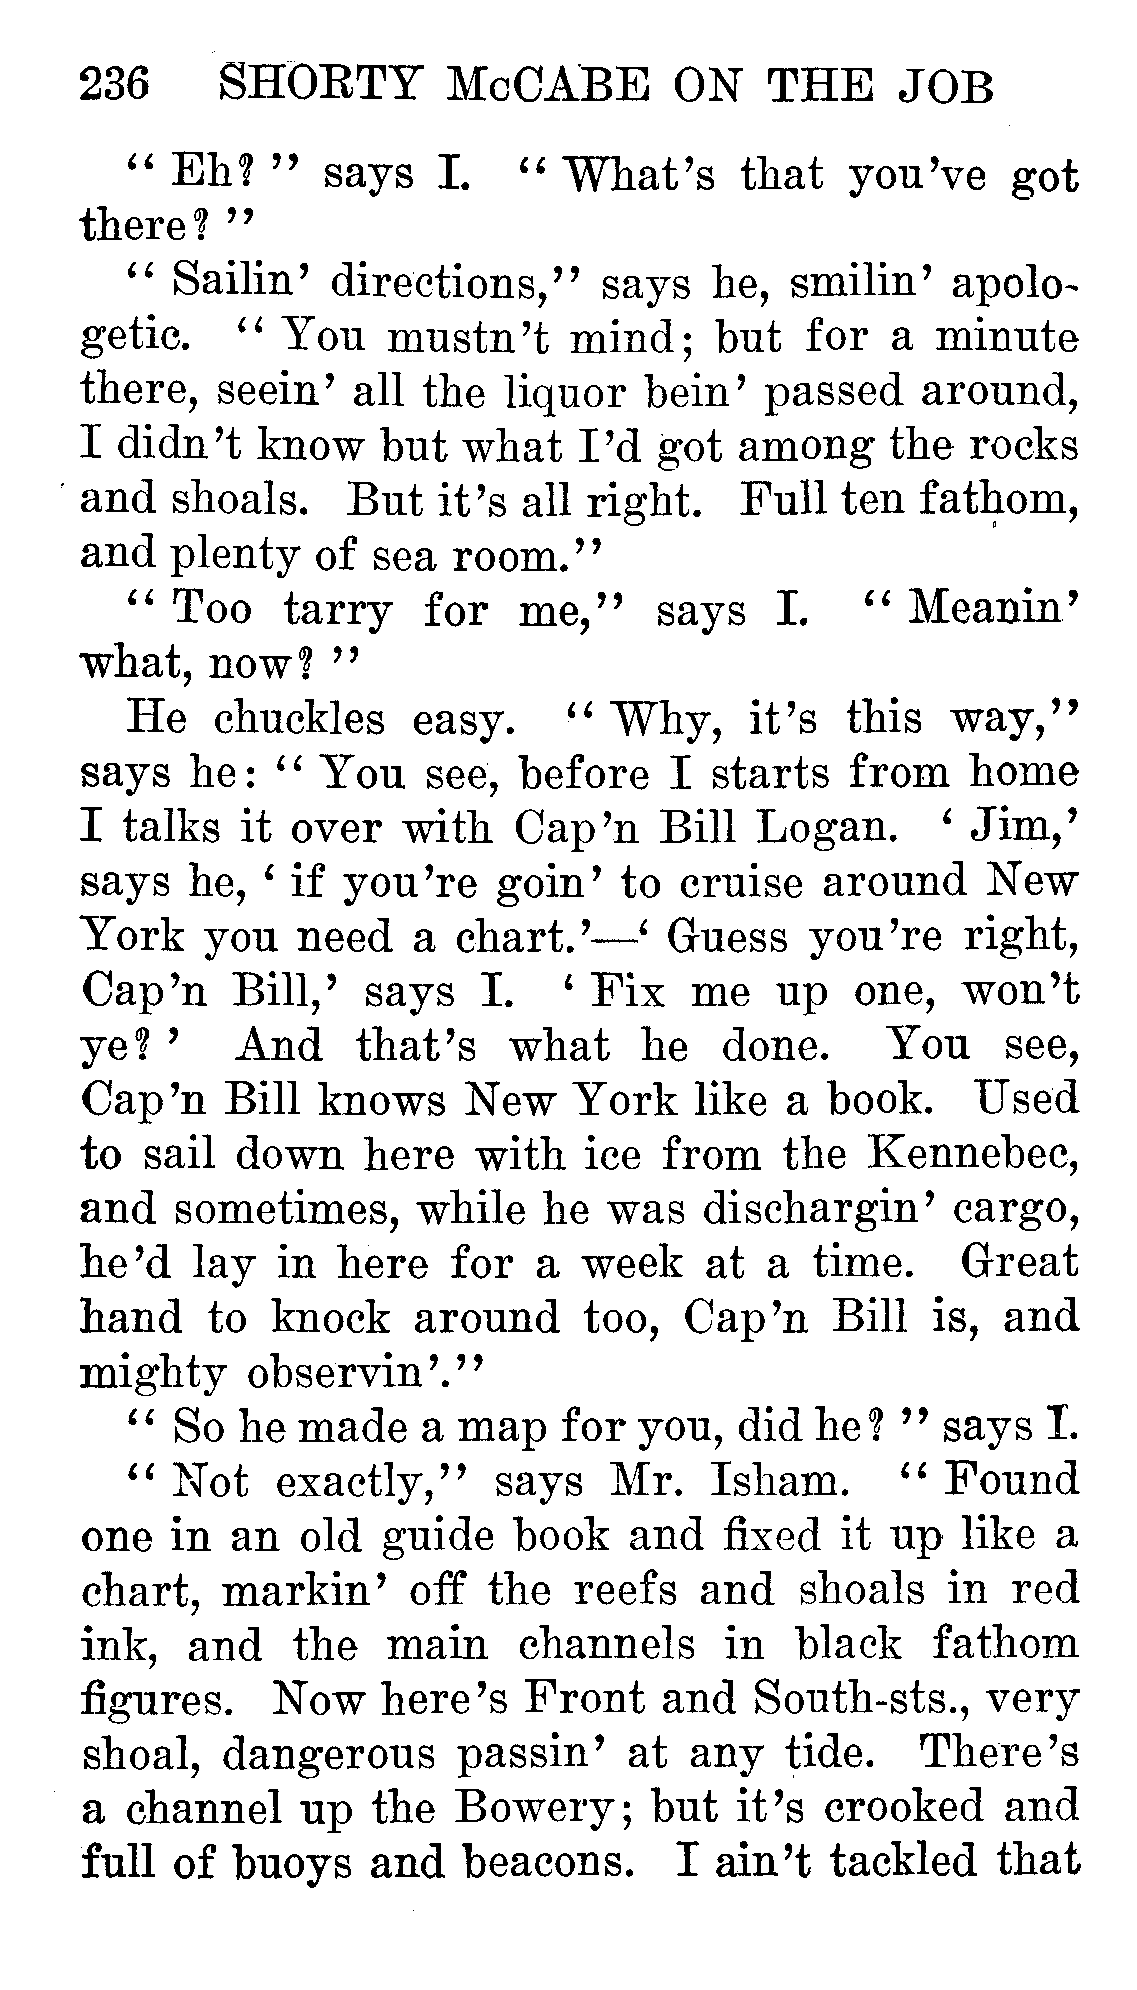 236 SHORTY McCABE ON THE JOB
“ Eh? ” says I. “ What's that you've got
there? ”
“ Sailin' directions,” says he, smilin' apolo-
getic. “ You mustn't mind; but for a minute
there, seein' all the liquor bein' passed around,
I didn't know but what I'd got among the rocks
and shoals. But it's all right. Full ten fathom,
and plenty of sea room.”
“ Too tarry for me,” says I. “ Meanin'
what, now? ”
He chuckles easy. “ Why, it's this way,”
says he: “ You see, before I starts from home
I talks it over with Cap'n Bill Logan. ‘ Jim,’
says he, ‘ if you're goin' to cruise around New
York you need a chart.’—‘ Guess you're right,
Cap'n Bill,’ says I. ‘ Fix me up one, won't
ye? ’ And that's what he done. You see,
Cap'n Bill knows New York like a book. Used
to sail down here with ice from the Kennebec,
and sometimes, while he was dischargin' cargo,
he'd lay in here for a week at a time. Great
hand to knock around too, Cap'n Bill is, and
mighty observin'.”
“ So he made a map for you, did he? ” says I.
“ Not exactly,” says Mr. Isham. “ Found
one in an old guide book and fixed it up like a
chart, markin' off the reefs and shoals in red
ink, and the main channels in black fathom
figures. Now here's Front and South-sts., very
shoal, dangerous passin' at any tide. There's
a channel up the Bowery; but it's crooked and
full of buoys and beacons. I ain't tackled that